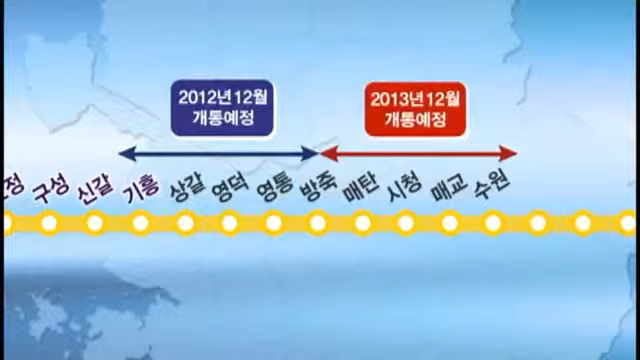 2012년 12월
개통예정
2013년 12월
개통예정
정 구성 신갈 기흥 상갈 영덕 영통 방죽 매탄 시청 매교 수원